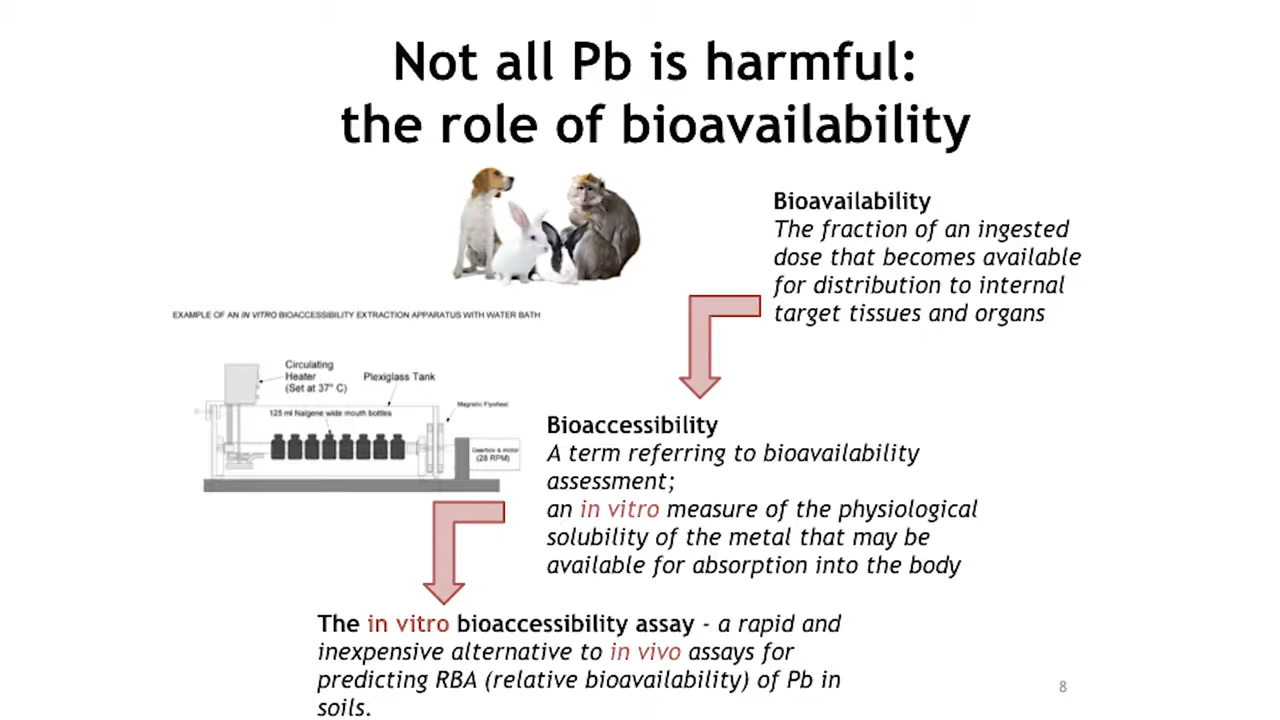 Not all Pb is harmful:
the role of bioavailability
Bioavailability
The fraction of an ingested
dose that becomes available
for distribution to internal
target tissues and organs
EXAMPLE OF AN IN VITRO BIOACCESSIBILITY EXTRACTION APPARATUS WITH WATER BATH
Circulating
Heater
(Set at 37° C)
Plexiglass Tank
Magnetic Flywheel
125 ml Nalgene wide mouth bottles
Gearbox & motor
(28 RPM)
Bioaccessibility
A term referring to bioavailability
assessment;
an in vitro measure of the physiological
solubility of the metal that may be
available for absorption into the body
The in vitro bioaccessibility assay - a rapid and
inexpensive alternative to in vivo assays for
predicting RBA (relative bioavailability) of Pb in
soils.
8